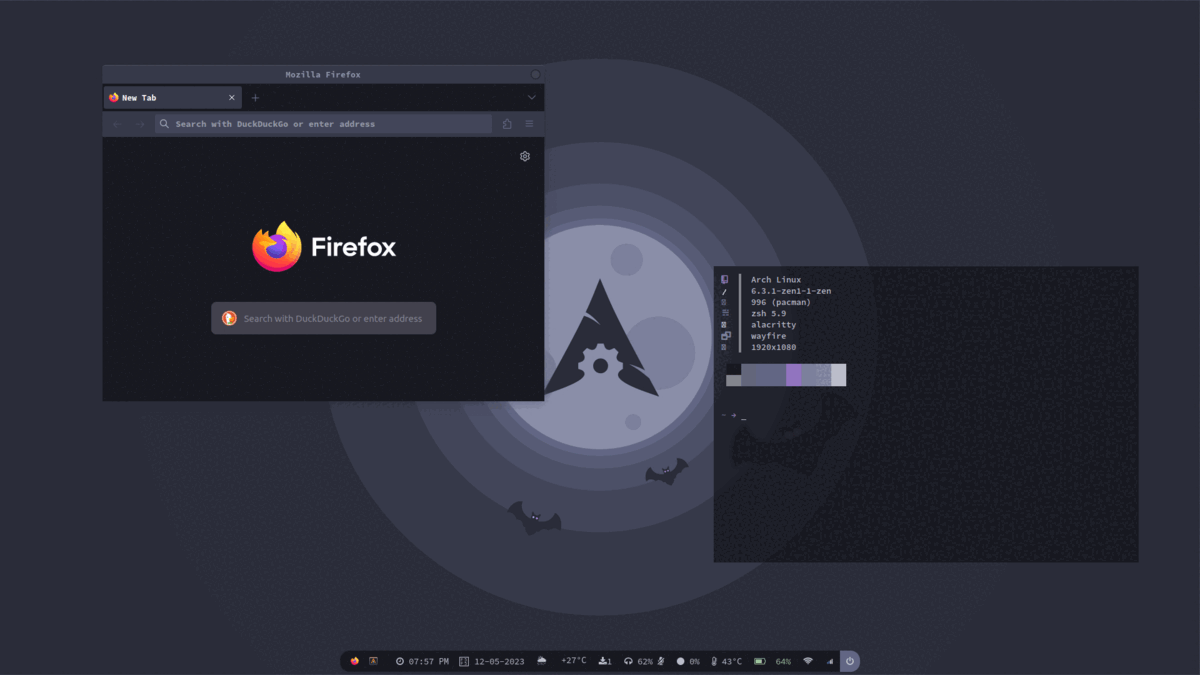 Mozilla Firefox
New Tab
Search with DuckDuckGo or enter address
Firefox
Search with DuckDuckGo or enter address
Arch Linux
6.3.1-zen1-1-zen
996 (pacman)
zsh 5.9
alacritty
wayfire
1920x1080
~ ➜ _
07:57 PM 12-05-2023 +27°C 1 62% 0% 43°C 64%